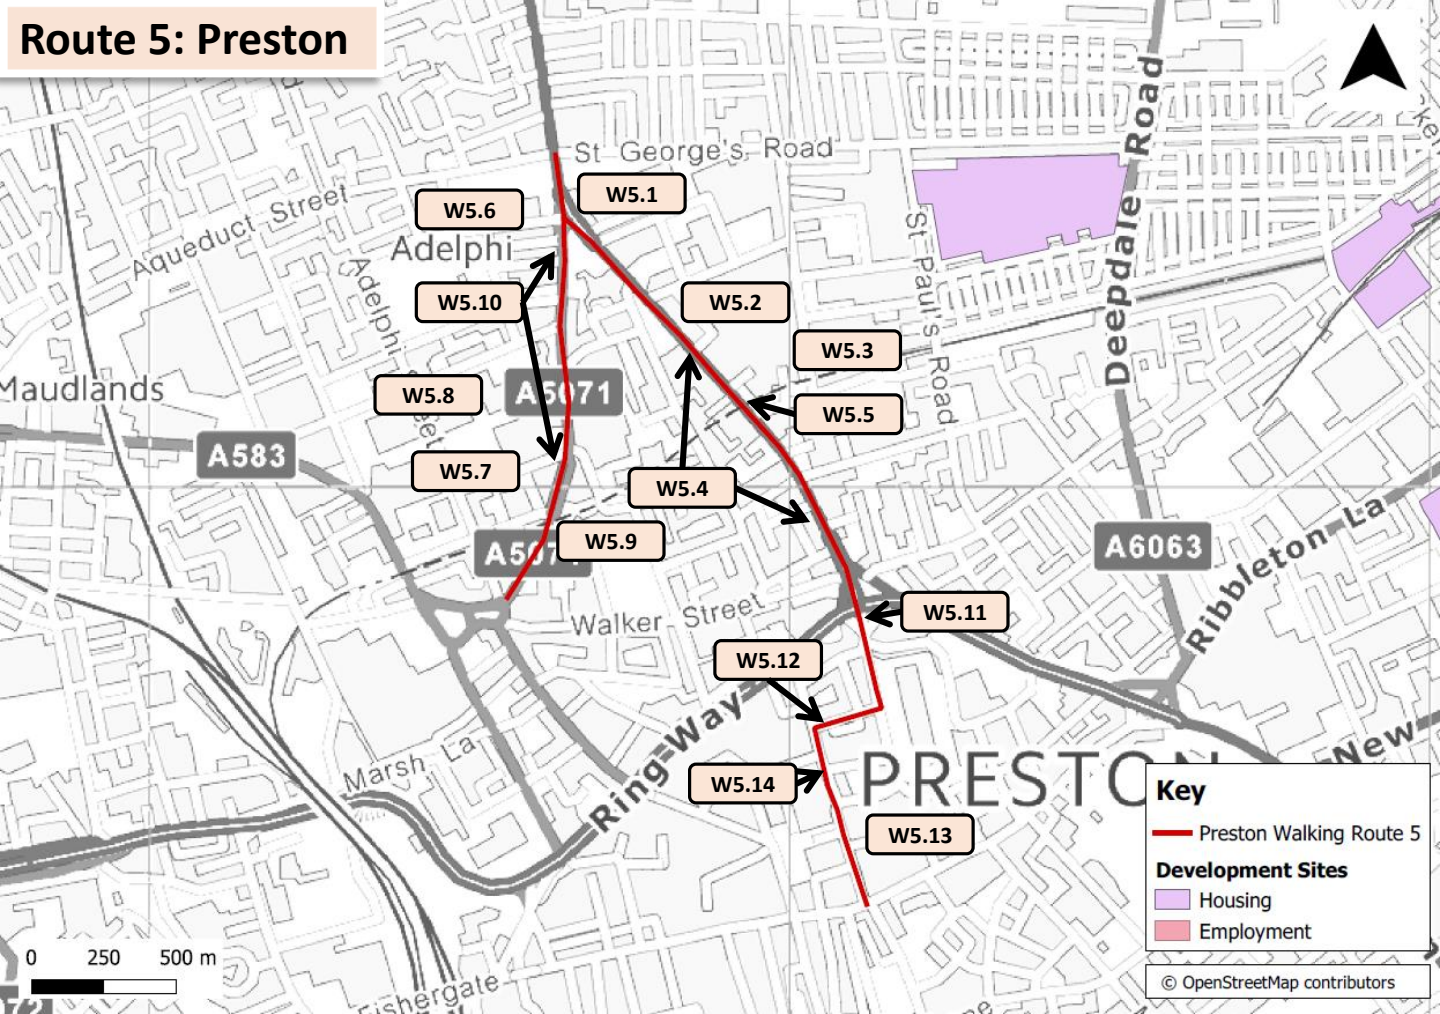 Route 5: Preston
St George's Road
W5.1
W5.6
Aqueduct Street
Adelphi
Deepdale Road
St Paul's Road
W5.10
W5.2
W5.3
Maudlands
W5.8
A5071
W5.5
A583
W5.7
W5.4
W5.9
A6063
Ribbleton La
Walker Street
W5.11
W5.12
Ring Way
Marsh La
W5.14
PRESTON
New
W5.13
Key
Preston Walking Route 5
Development Sites
Housing
Employment
0 250 500 m
Fishergate
© OpenStreetMap contributors